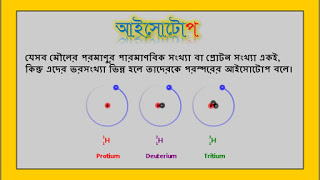 আইসোটোপ
যেসব মৌলের পরমাণুর পারমাণবিক সংখ্যা বা প্রোটন সংখ্যা একই,
কিন্তু এদের ভরসংখ্যা ভিন্ন হলে তাদেরকে পরস্পরের আইসোটোপ বলে।
¹₁H ²₁H ³₁H
Protium Deuterium Tritium